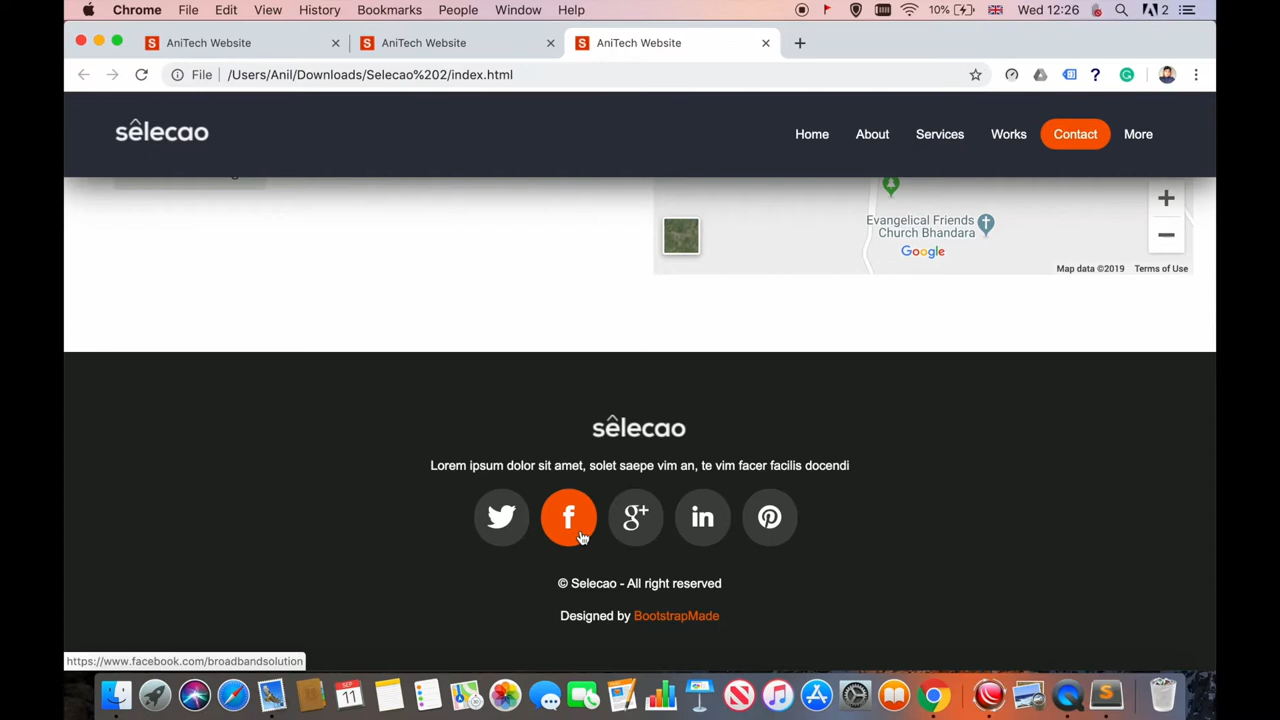 Chrome File Edit View History Bookmarks People Window Help 10% Wed 12:26 2
AniTech Website AniTech Website AniTech Website
File /Users/Anil/Downloads/Selecao%202/index.html
sêlecao Home About Services Works Contact More
Evangelical Friends
Church Bhandara
Google
Map data ©2019 Terms of Use
sêlecao
Lorem ipsum dolor sit amet, solet saepe vim an, te vim facer facilis docendi
© Selecao - All right reserved
Designed by BootstrapMade
https://www.facebook.com/broadbandsolution
SEP
11